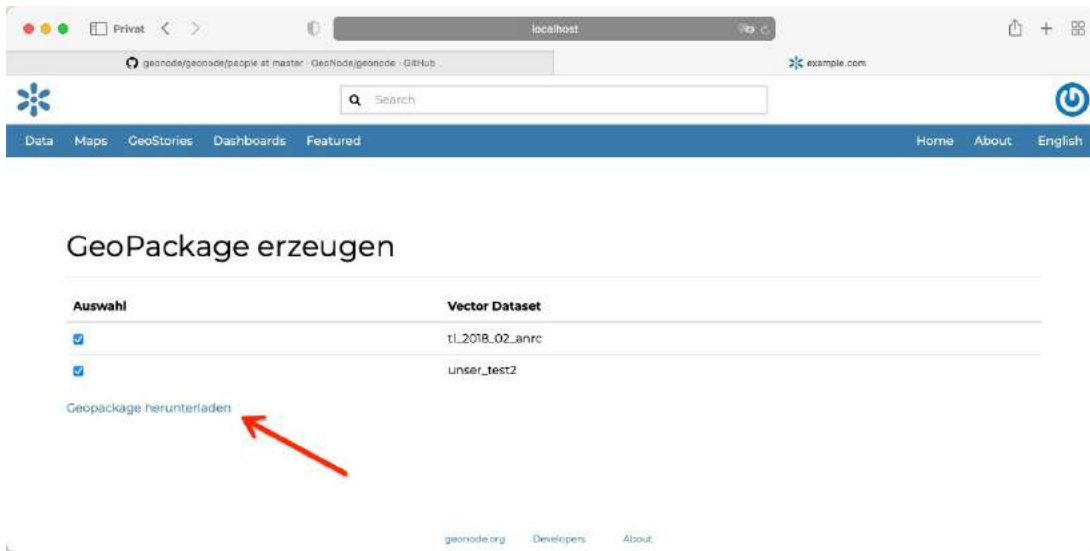 Privat
localhost
geonode/geonode/people at master · GeoNode/geonode · GitHub
example.com
Search
Data Maps GeoStories Dashboards Featured Home About English
GeoPackage erzeugen
Auswahl Vector Dataset
tl_2018_02_anrc
unser_test2
Geopackage herunterladen
geonode.org Developers About